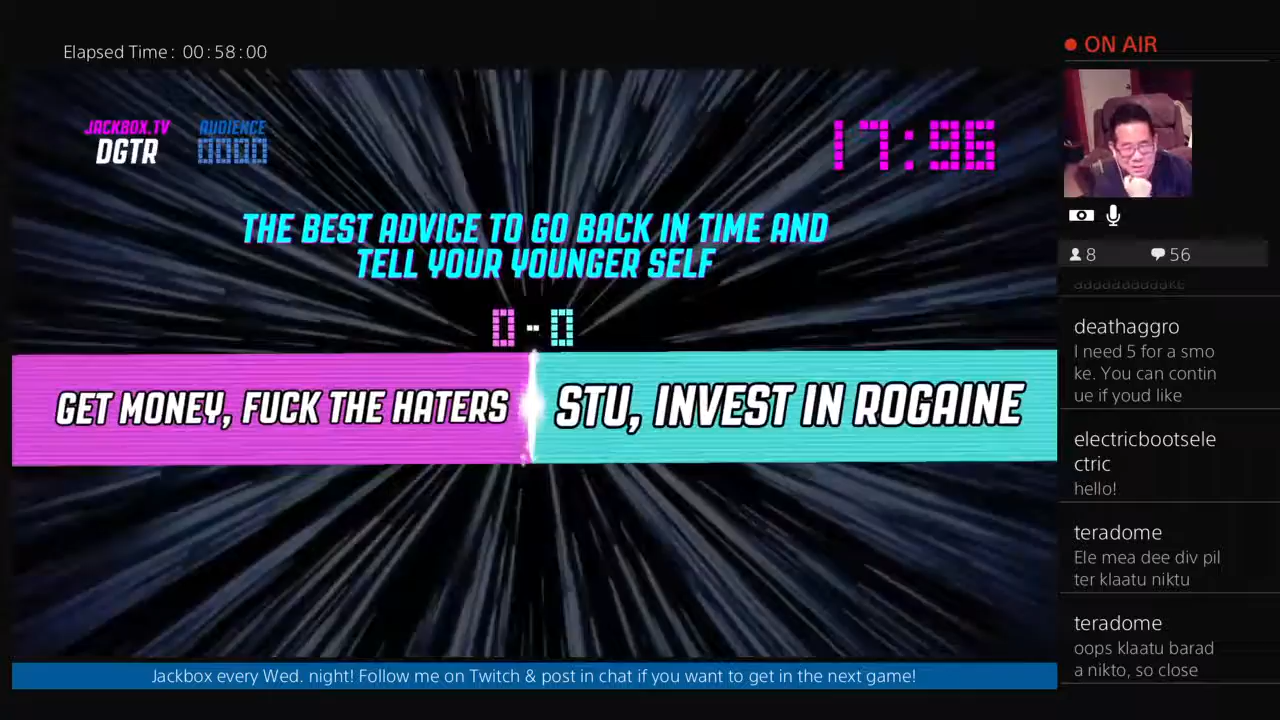 Elapsed Time: 00:58:00
ON AIR
JACKBOX.TV
DGTR
AUDIENCE
0000
17:96
THE BEST ADVICE TO GO BACK IN TIME AND
TELL YOUR YOUNGER SELF
0-0
GET MONEY, FUCK THE HATERS
STU, INVEST IN ROGAINE
8
56
deathaggro
I need 5 for a smo
ke. You can contin
ue if youd like
electricbootsele
ctric
hello!
teradome
Ele mea dee div pil
ter klaatu niktu
teradome
oops klaatu barad
a nikto, so close
Jackbox every Wed. night! Follow me on Twitch & post in chat if you want to get in the next game!